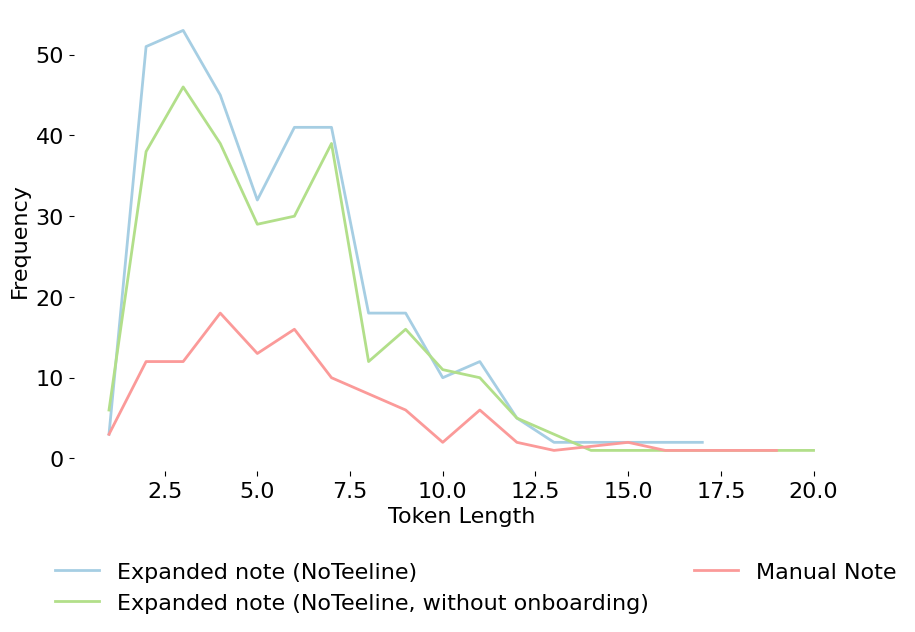 50
40
30
20
10
0
Frequency
2.5 5.0 7.5 10.0 12.5 15.0 17.5 20.0
Token Length
Expanded note (NoTeeline) Manual Note
Expanded note (NoTeeline, without onboarding)